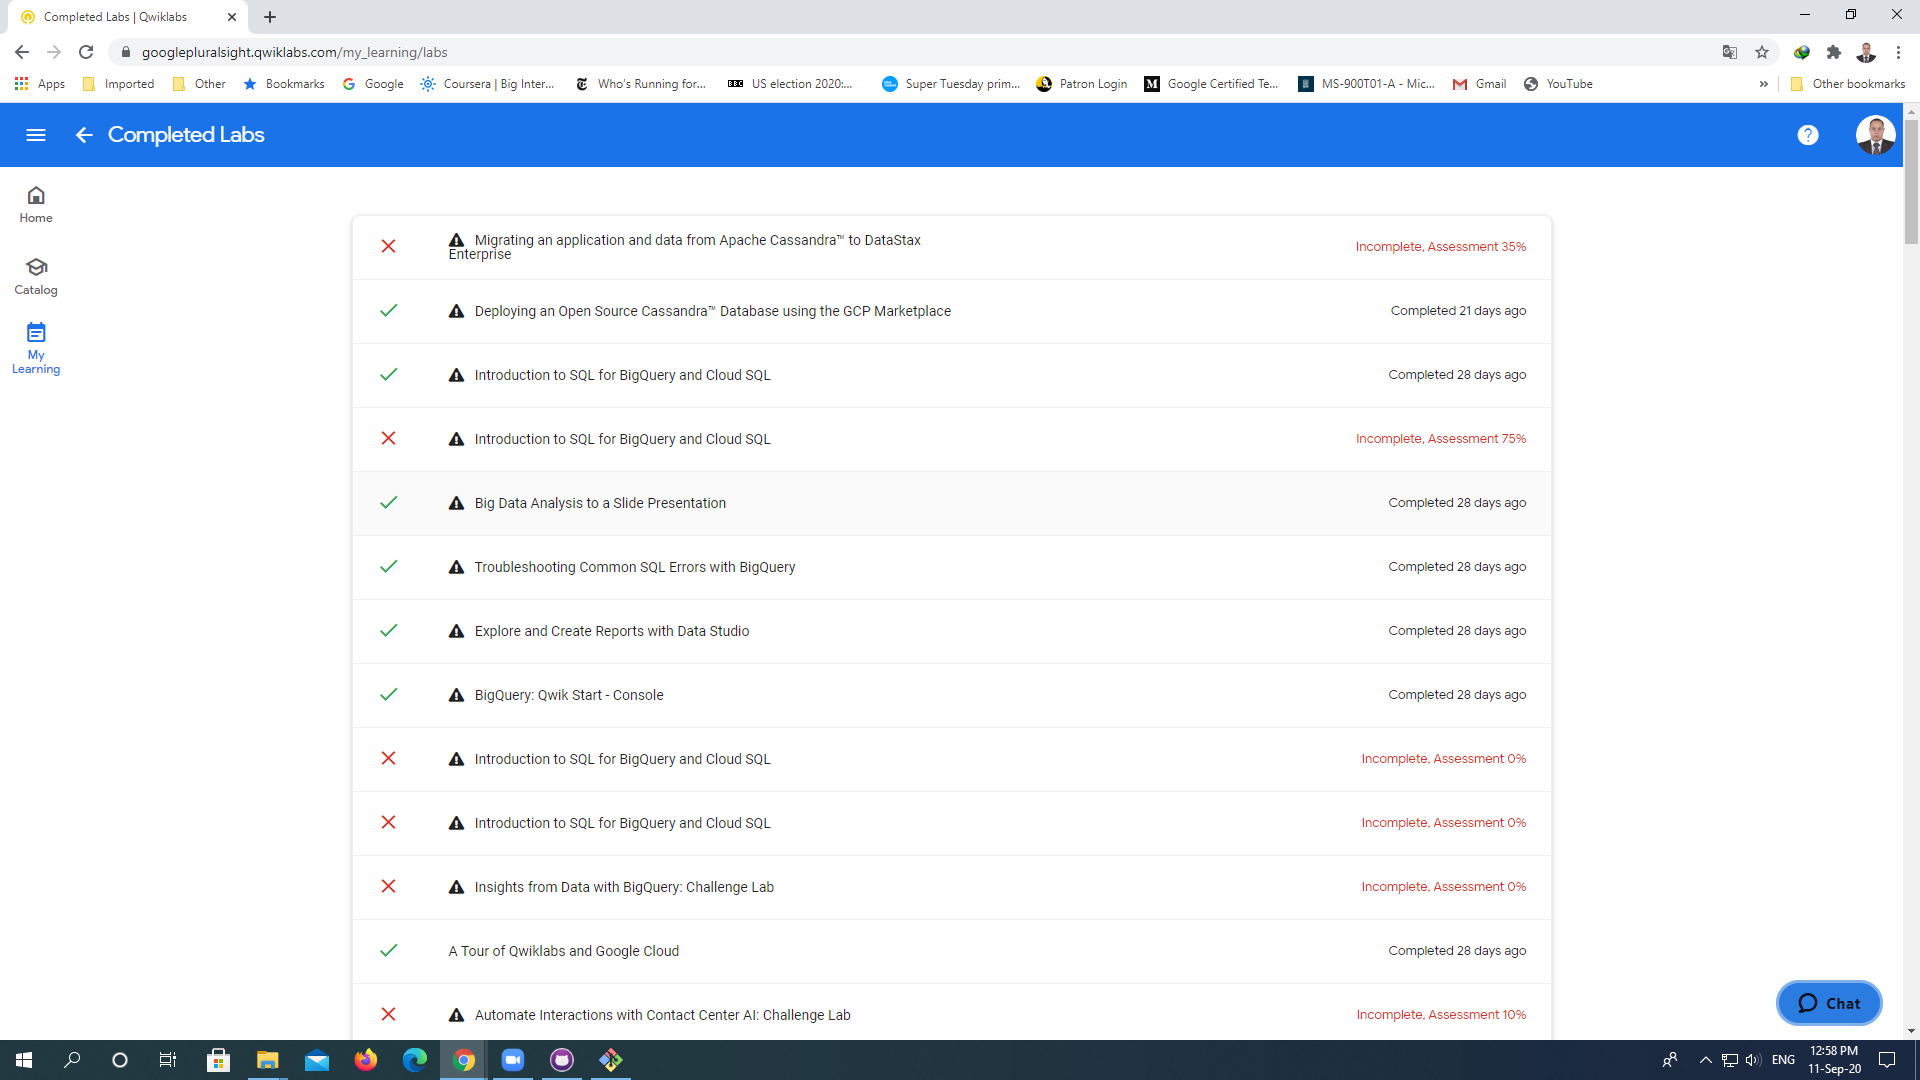 Completed Labs | Qwiklabs
googlepluralsight.qwiklabs.com/my_learning/labs
Apps Imported Other Bookmarks Google Coursera | Big Inter... Who's Running for... BBC US election 2020:... Super Tuesday prim... Patron Login Google Certified Te... MS-900T01-A - Mic... Gmail YouTube » Other bookmarks
Completed Labs
Home
Catalog
My
Learning
Migrating an application and data from Apache Cassandra™ to DataStax
Enterprise
Incomplete, Assessment 35%
Deploying an Open Source Cassandra™ Database using the GCP Marketplace Completed 21 days ago
Introduction to SQL for BigQuery and Cloud SQL Completed 28 days ago
Introduction to SQL for BigQuery and Cloud SQL Incomplete, Assessment 75%
Big Data Analysis to a Slide Presentation Completed 28 days ago
Troubleshooting Common SQL Errors with BigQuery Completed 28 days ago
Explore and Create Reports with Data Studio Completed 28 days ago
BigQuery: Qwik Start - Console Completed 28 days ago
Introduction to SQL for BigQuery and Cloud SQL Incomplete, Assessment 0%
Introduction to SQL for BigQuery and Cloud SQL Incomplete, Assessment 0%
Insights from Data with BigQuery: Challenge Lab Incomplete, Assessment 0%
A Tour of Qwiklabs and Google Cloud Completed 28 days ago
Automate Interactions with Contact Center AI: Challenge Lab Incomplete, Assessment 10%
Chat
ENG
12:58 PM
11-Sep-20